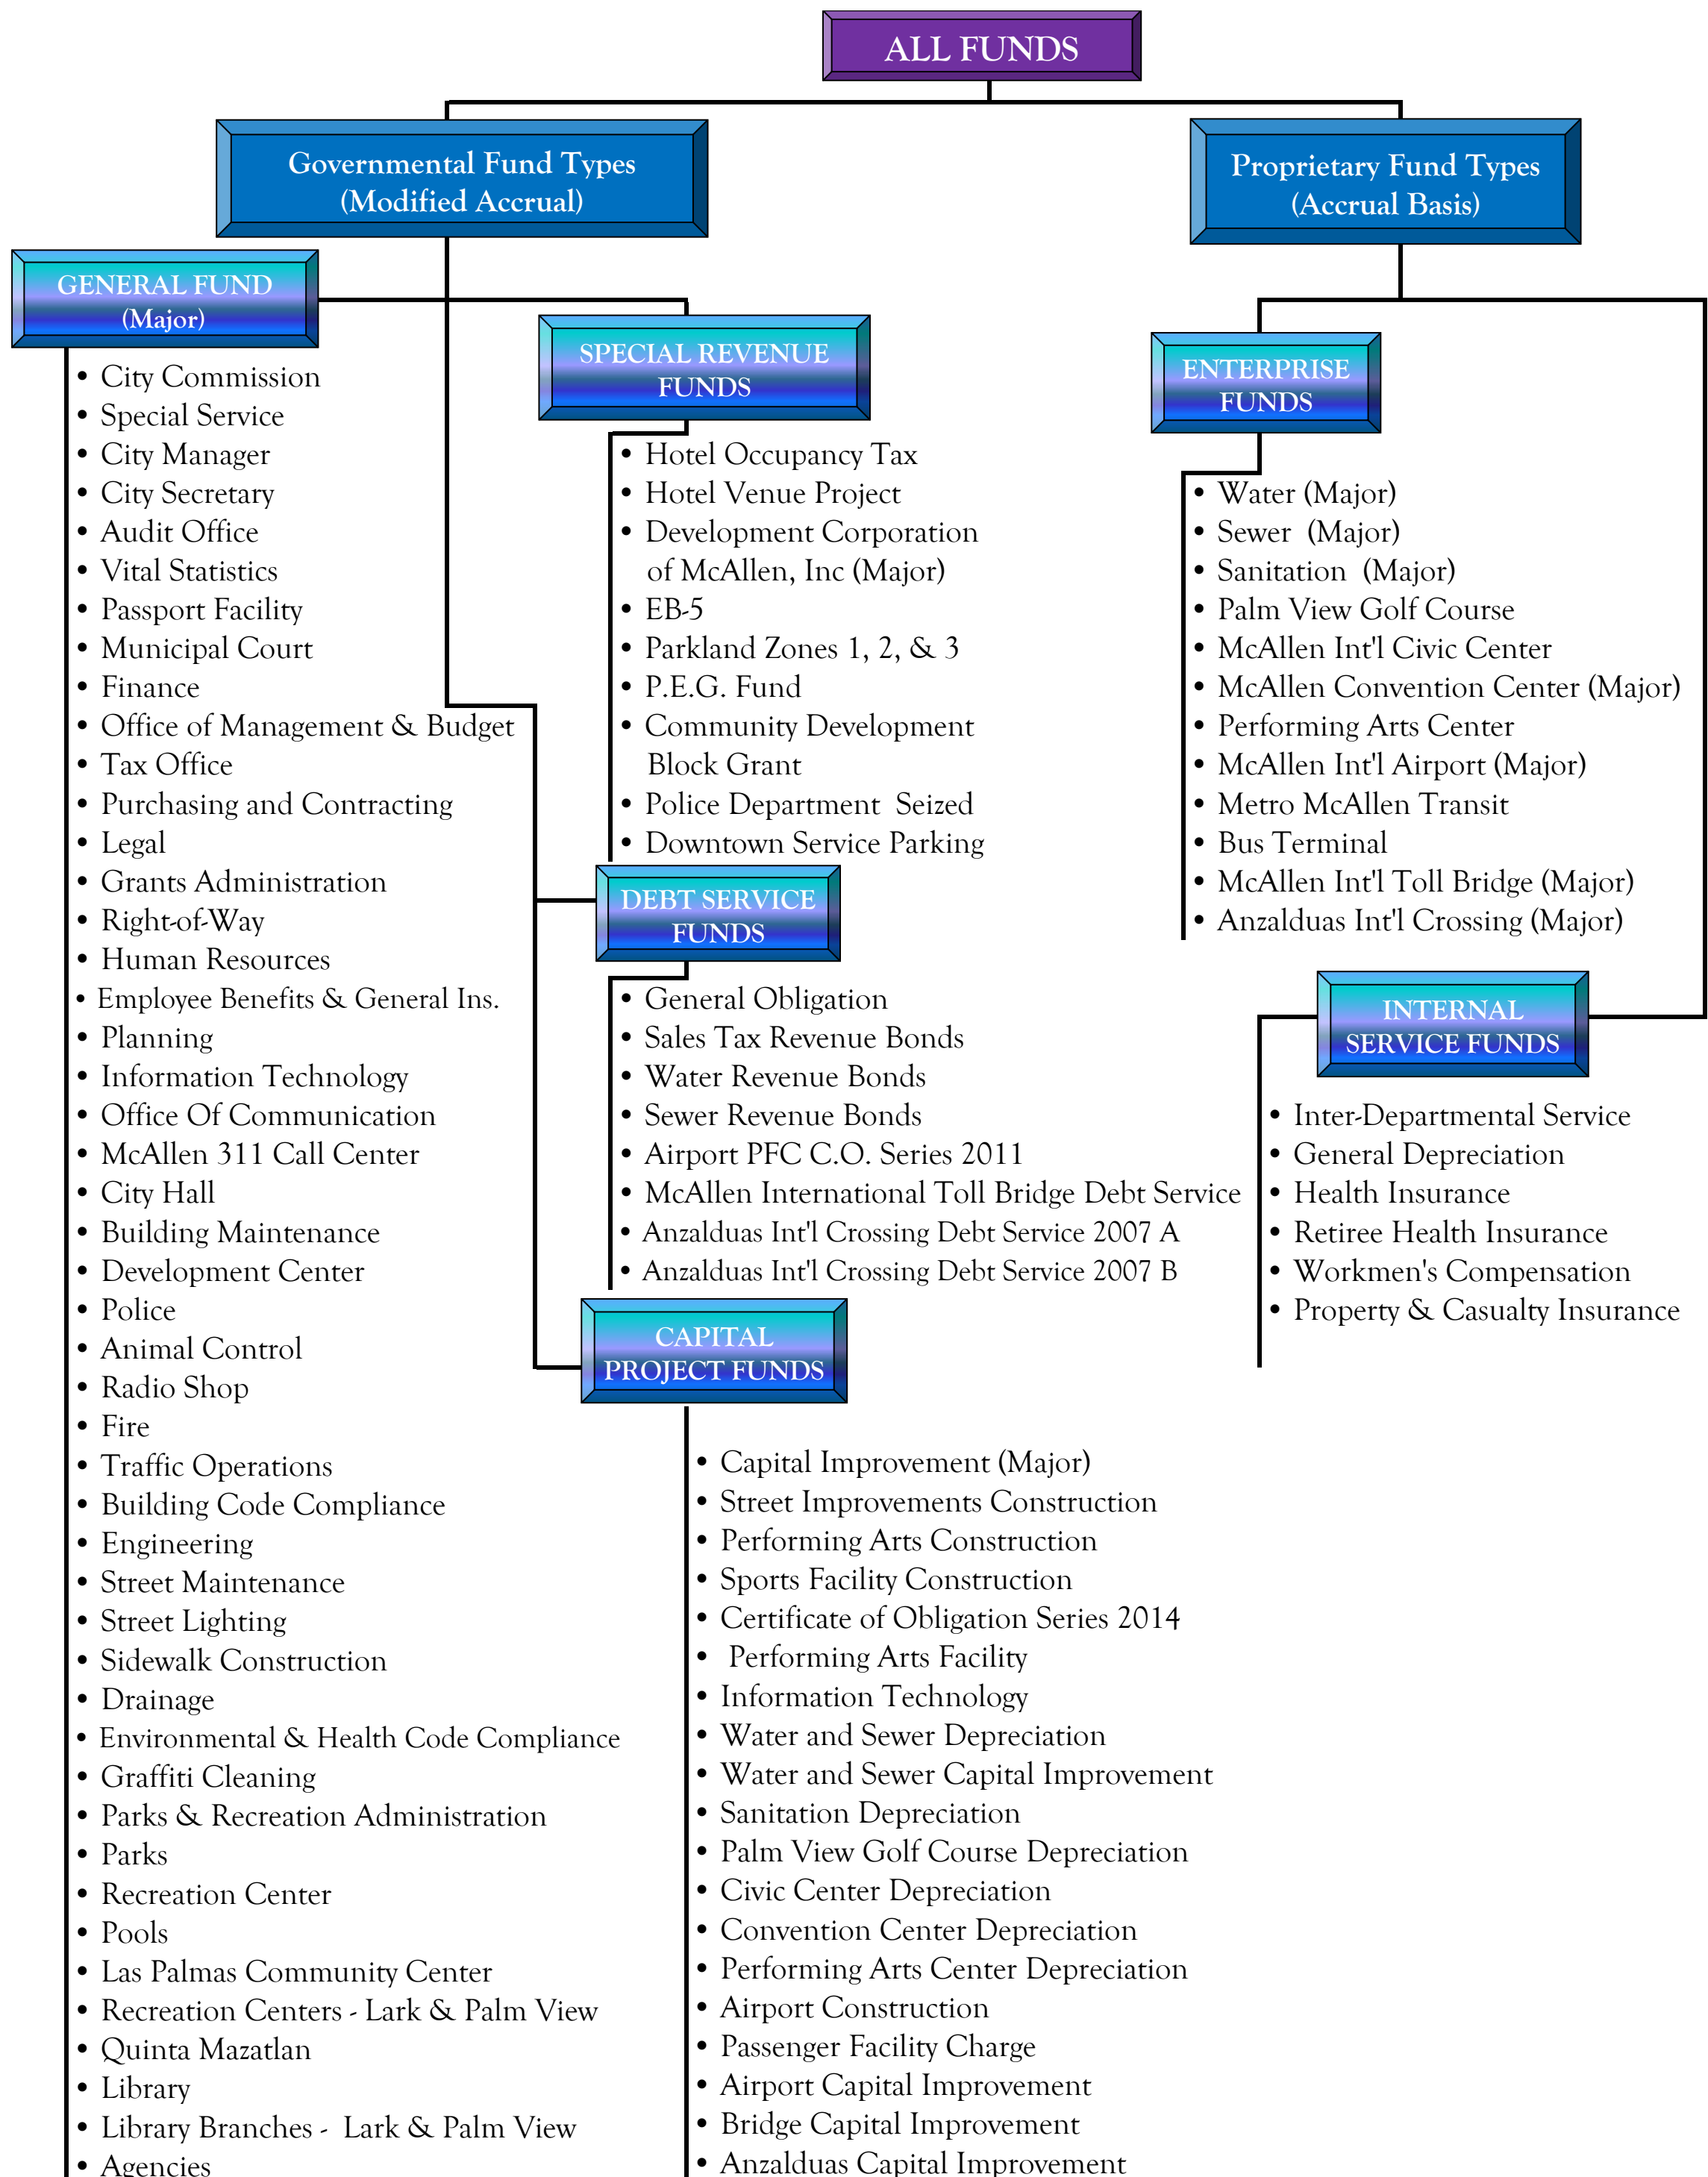 ALL FUNDS
Governmental Fund Types
(Modified Accrual)
Proprietary Fund Types
(Accrual Basis)
GENERAL FUND
(Major)
• City Commission
• Special Service
• City Manager
• City Secretary
• Audit Office
• Vital Statistics
• Passport Facility
• Municipal Court
• Finance
• Office of Management & Budget
• Tax Office
• Purchasing and Contracting
• Legal
• Grants Administration
• Right-of-Way
• Human Resources
• Employee Benefits & General Ins.
• Planning
• Information Technology
• Office Of Communication
• McAllen 311 Call Center
• City Hall
• Building Maintenance
• Development Center
• Police
• Animal Control
• Radio Shop
• Fire
• Traffic Operations
• Building Code Compliance
• Engineering
• Street Maintenance
• Street Lighting
• Sidewalk Construction
• Drainage
• Environmental & Health Code Compliance
• Graffiti Cleaning
• Parks & Recreation Administration
• Parks
• Recreation Center
• Pools
• Las Palmas Community Center
• Recreation Centers - Lark & Palm View
• Quinta Mazatlan
• Library
• Library Branches - Lark & Palm View
• Agencies
SPECIAL REVENUE
FUNDS
• Hotel Occupancy Tax
• Hotel Venue Project
• Development Corporation
of McAllen, Inc (Major)
• EB-5
• Parkland Zones 1, 2, & 3
• P.E.G. Fund
• Community Development
Block Grant
• Police Department Seized
• Downtown Service Parking
DEBT SERVICE
FUNDS
• General Obligation
• Sales Tax Revenue Bonds
• Water Revenue Bonds
• Sewer Revenue Bonds
• Airport PFC C.O. Series 2011
• McAllen International Toll Bridge Debt Service
• Anzalduas Int'l Crossing Debt Service 2007 A
• Anzalduas Int'l Crossing Debt Service 2007 B
CAPITAL
PROJECT FUNDS
• Capital Improvement (Major)
• Street Improvements Construction
• Performing Arts Construction
• Sports Facility Construction
• Certificate of Obligation Series 2014
• Performing Arts Facility
• Information Technology
• Water and Sewer Depreciation
• Water and Sewer Capital Improvement
• Sanitation Depreciation
• Palm View Golf Course Depreciation
• Civic Center Depreciation
• Convention Center Depreciation
• Performing Arts Center Depreciation
• Airport Construction
• Passenger Facility Charge
• Airport Capital Improvement
• Bridge Capital Improvement
• Anzalduas Capital Improvement
ENTERPRISE
FUNDS
• Water (Major)
• Sewer (Major)
• Sanitation (Major)
• Palm View Golf Course
• McAllen Int'l Civic Center
• McAllen Convention Center (Major)
• Performing Arts Center
• McAllen Int'l Airport (Major)
• Metro McAllen Transit
• Bus Terminal
• McAllen Int'l Toll Bridge (Major)
• Anzalduas Int'l Crossing (Major)
INTERNAL
SERVICE FUNDS
• Inter-Departmental Service
• General Depreciation
• Health Insurance
• Retiree Health Insurance
• Workmen's Compensation
• Property & Casualty Insurance